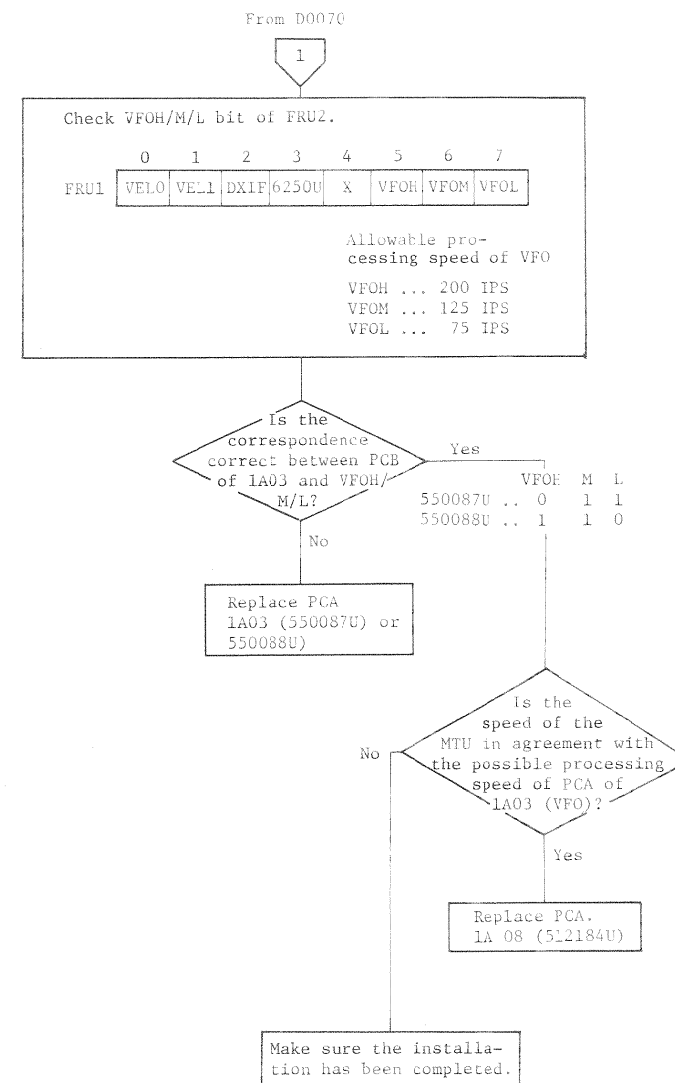 From D0070
1
Check VFOH/M/L bit of FRU2.
0 1 2 3 4 5 6 7
FRU1 VEL0 VEL1 DXIF 6250U X VFOH VFOM VFOL
Allowable pro-
cessing speed of VFO
VFOH ... 200 IPS
VFOM ... 125 IPS
VFOL ... 75 IPS
Is the
correspondence
correct between PCB
of 1A03 and VFOH/
M/L?
Yes
VFOH M L
550087U .. 0 1 1
550088U .. 1 1 0
No
Replace PCA
1A03 (550087U) or
550088U)
Is the
speed of the
MTU in agreement with
the possible processing
speed of PCA of
1A03 (VFO)?
No
Yes
Replace PCA.
1A 08 (512184U)
Make sure the installa-
tion has been completed.